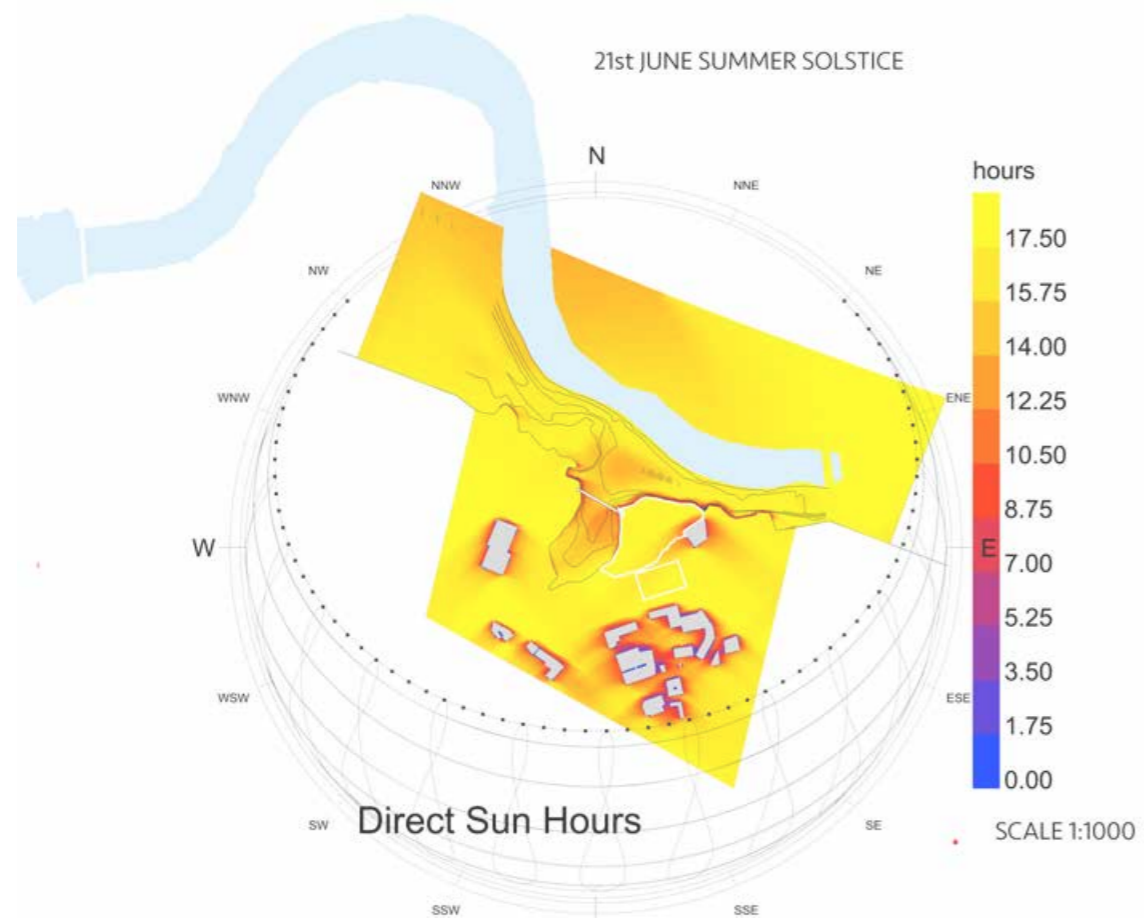 21st JUNE SUMMER SOLSTICE
N
NNW
NNE
hours
17.50
NW
NE
15.75
14.00
WNW
ENE
12.25
10.50
8.75
W
E
7.00
5.25
3.50
WSW
ESE
1.75
0.00
SW
Direct Sun Hours
SE
SCALE 1:1000
SSW
SSE